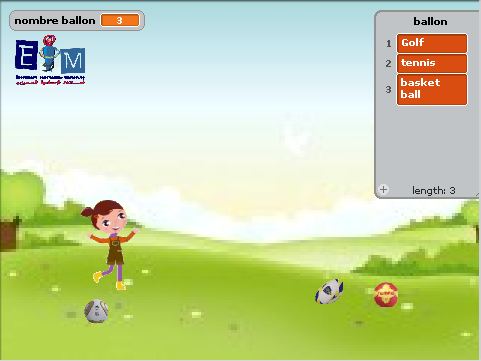 nombre ballon 3
E M
ballon
1 Golf
2 tennis
3 basket
ball
+ length: 3